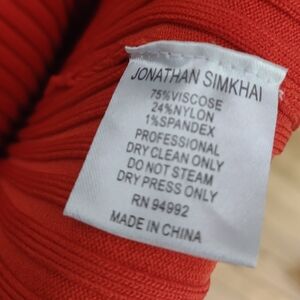 JONATHAN SIMKHAI
75%VISCOSE
24%NYLON
1%SPANDEX
PROFESSIONAL
DRY CLEAN ONLY
DO NOT STEAM
DRY PRESS ONLY
RN 94992
MADE IN CHINA